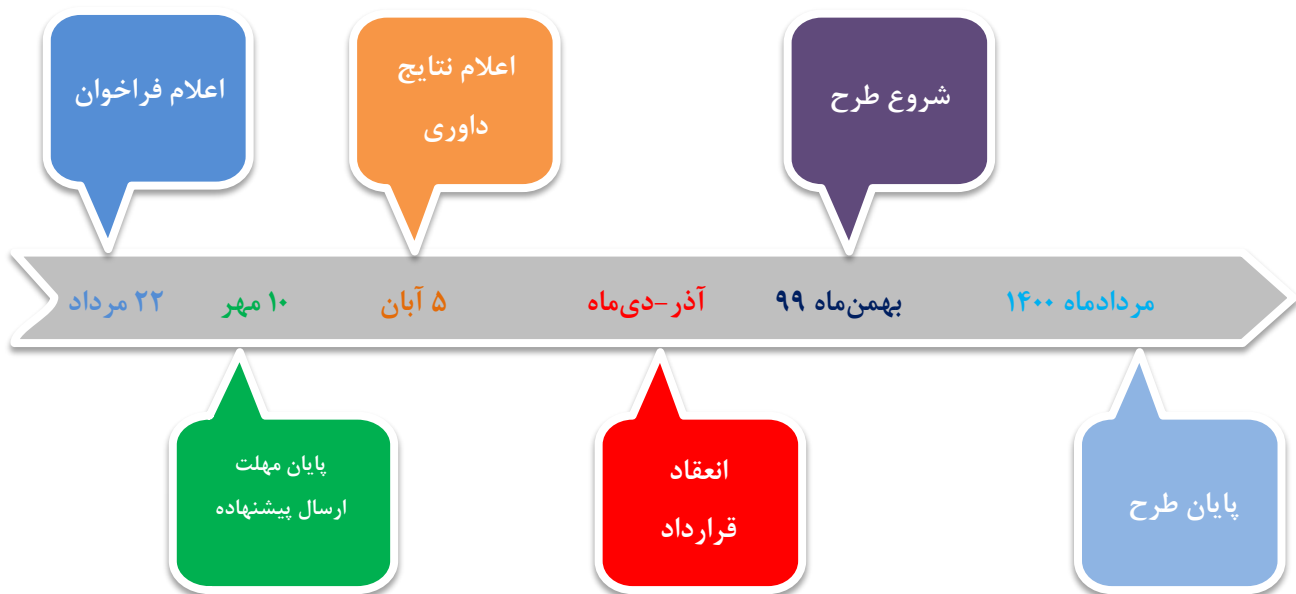 اعلام فراخوان
اعلام نتایج
داوری
شروع طرح
۲۲ مرداد
۱۰ مهر
۵ آبان
آذر-دی‌ماه
بهمن‌ماه ۹۹
مردادماه ۱۴۰۰
پایان مهلت
ارسال پیشنهاده
انعقاد
قرارداد
پایان طرح